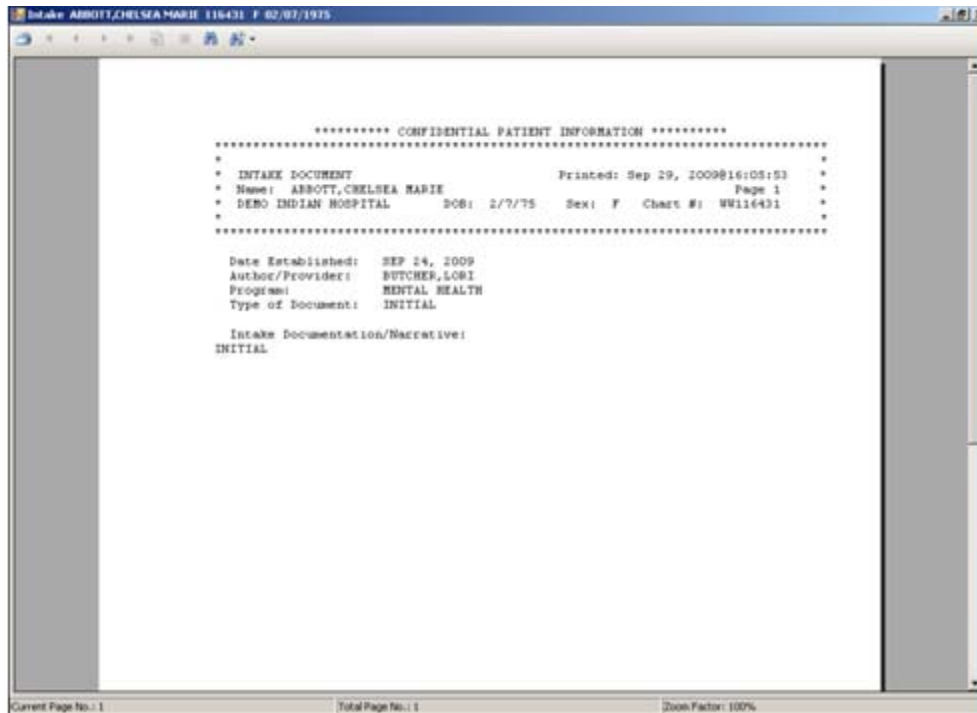 Intake ABBOTT,CHELSEA MARIE 116431 F 02/07/1975
********** CONFIDENTIAL PATIENT INFORMATION **********
* INTAKE DOCUMENT Printed: Sep 29, 2009@16:05:53 *
* Name: ABBOTT,CHELSEA MARIE Page 1 *
* DEMO INDIAN HOSPITAL DOB: 2/7/75 Sex: F Chart #: WW116431 *
Date Established: SEP 24, 2009
Author/Provider: BUTCHER,LORI
Program: MENTAL HEALTH
Type of Document: INITIAL
Intake Documentation/Narrative:
INITIAL
Current Page No.: 1 Total Page No.: 1 Zoom Factor: 100%